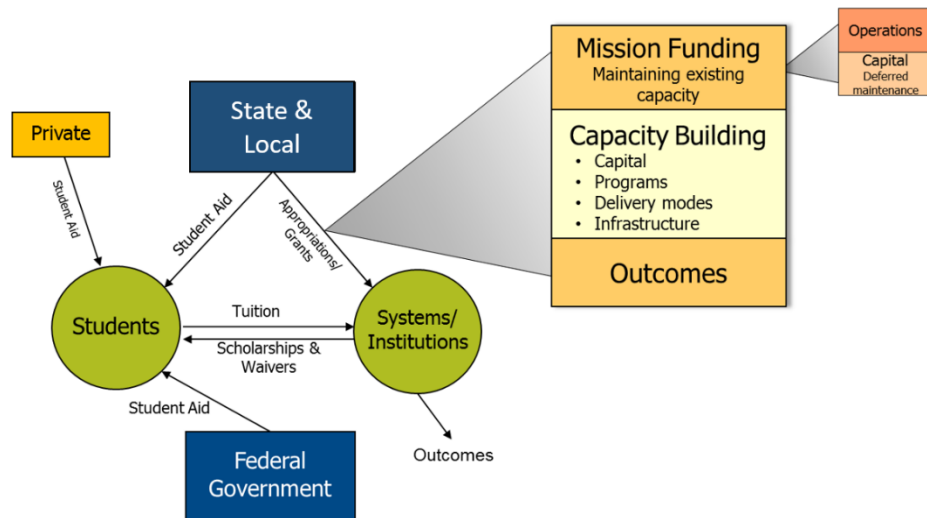 Private
Student Aid
State &
Local
Student Aid
Appropriations/
Grants
Students
Tuition
Scholarships &
Waivers
Systems/
Institutions
Student Aid
Federal
Government
Outcomes
Mission Funding
Maintaining existing
capacity
Capacity Building
• Capital
• Programs
• Delivery modes
• Infrastructure
Outcomes
Operations
Capital
Deferred
maintenance